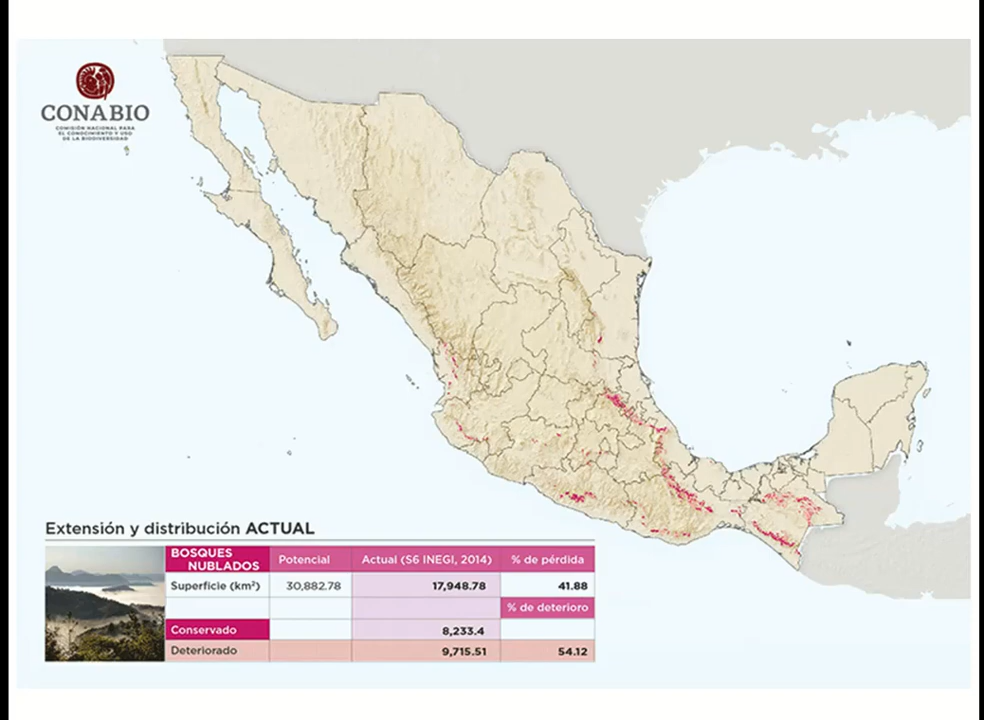 CONABIO
COMISIÓN NACIONAL PARA
EL CONOCIMIENTO Y USO
DE LA BIODIVERSIDAD
Extensión y distribución ACTUAL
BOSQUES NUBLADOS Potencial Actual (S6 INEGI, 2014) % de pérdida
Superficie (km²) 30,882.78 17,948.78 41.88
% de deterioro
Conservado 8,233.4
Deteriorado 9,715.51 54.12